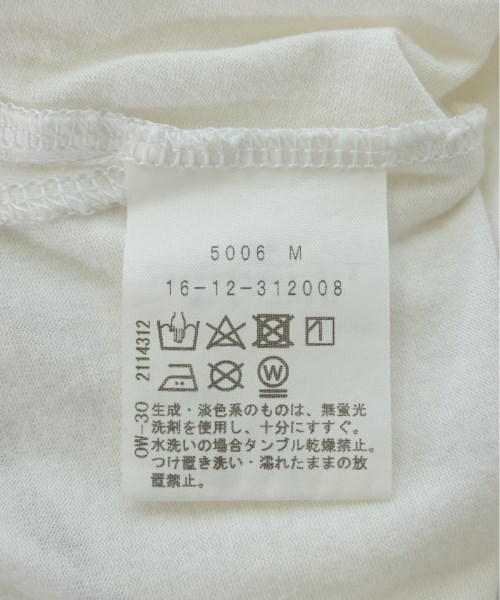 5006 M
16-12-312008
2114312
W
0W-30
生成・淡色系のものは、無蛍光
洗剤を使用し、十分にすすぐ。
水洗いの場合タンブル乾燥禁止。
つけ置き洗い・濡れたままの放
置禁止。